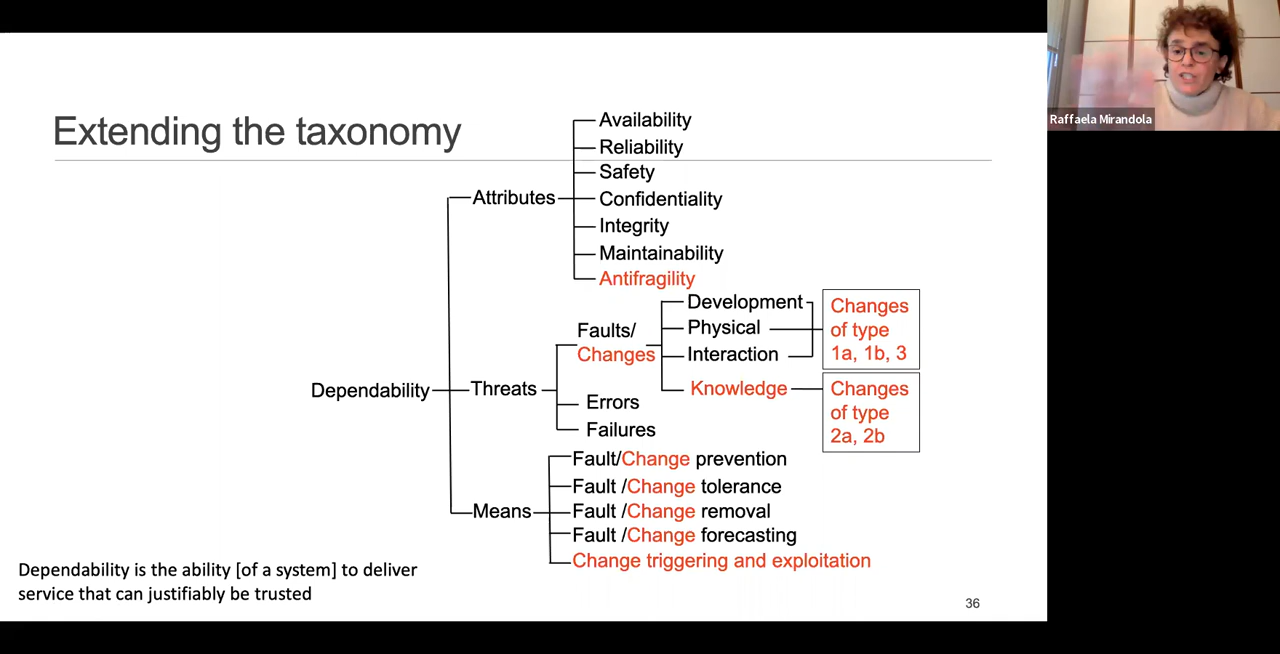 Extending the taxonomy
Raffaela Mirandola
Dependability
Attributes
Availability
Reliability
Safety
Confidentiality
Integrity
Maintainability
Antifragility
Threats
Faults/
Changes
Development
Physical
Interaction
Changes
of type
1a, 1b, 3
Knowledge
Changes
of type
2a, 2b
Errors
Failures
Means
Fault/Change prevention
Fault /Change tolerance
Fault /Change removal
Fault /Change forecasting
Change triggering and exploitation
Dependability is the ability [of a system] to deliver
service that can justifiably be trusted
36